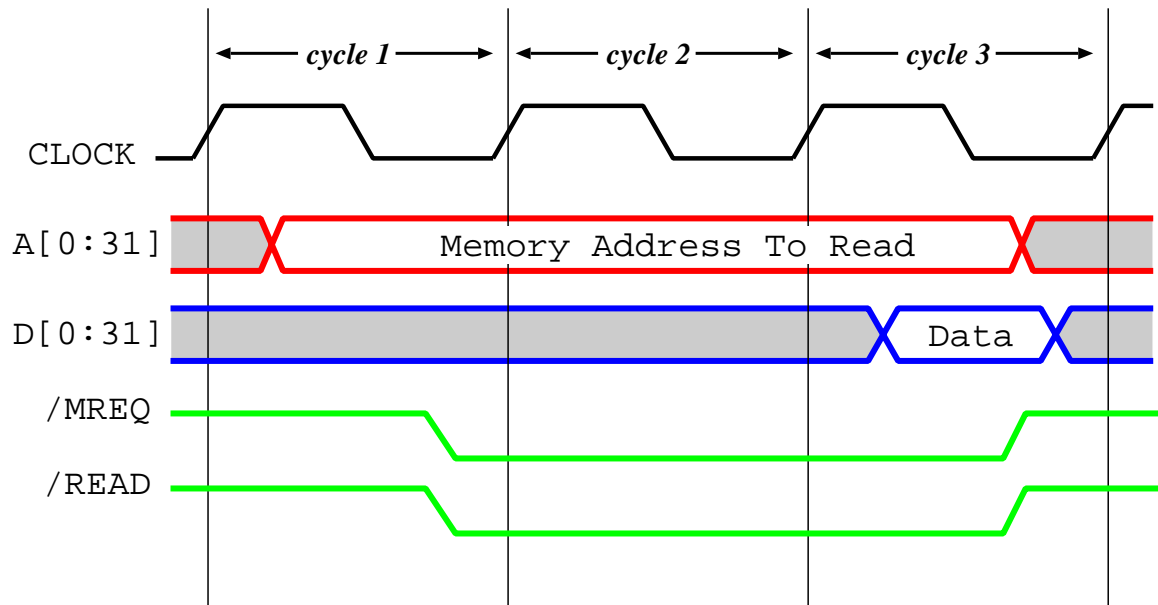 cycle 1 cycle 2 cycle 3
CLOCK
A[0:31] Memory Address To Read
D[0:31] Data
/MREQ
/READ